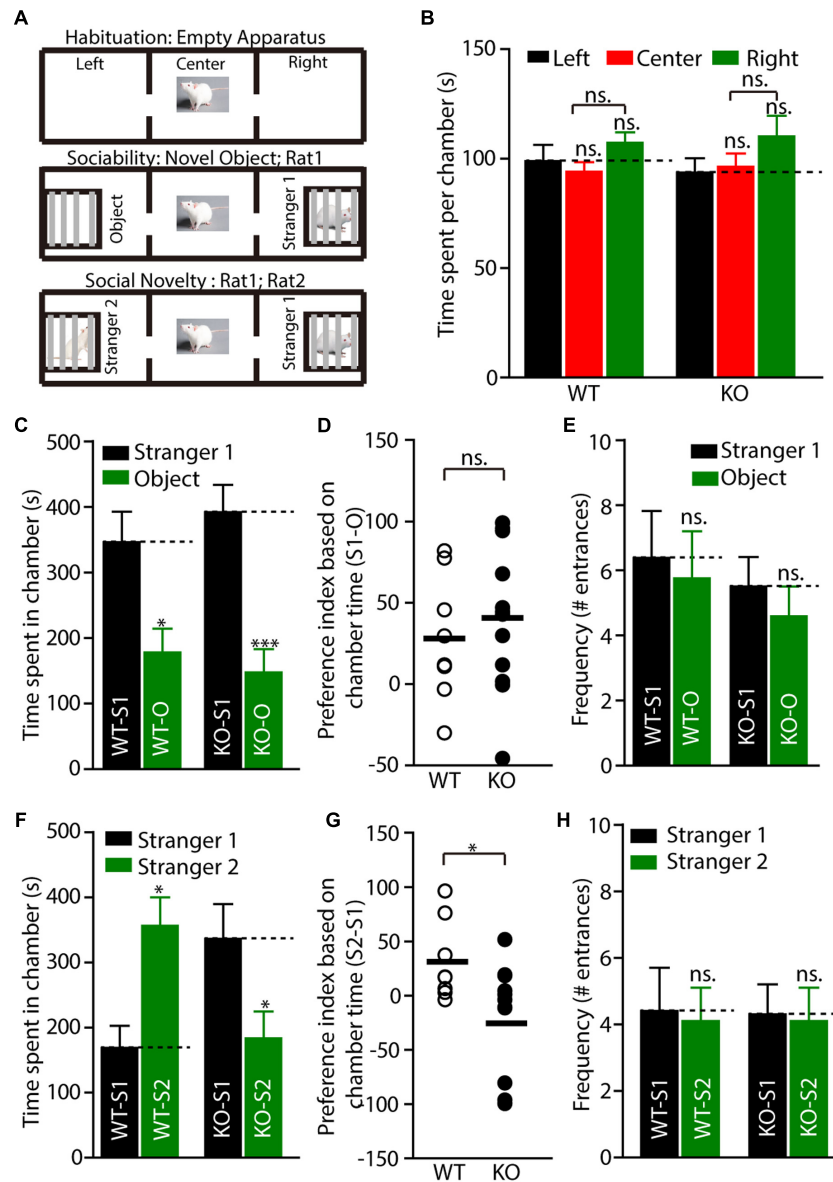 A
Habituation: Empty Apparatus
Left Center Right
Sociability: Novel Object; Rat1
Object
Stranger 1
Social Novelty : Rat1; Rat2
Stranger 2
Stranger 1
B
Time spent per chamber (s)
150
100
50
0
Left Center Right
ns. ns.
ns. ns.
ns. ns.
WT KO
C
Time spent in chamber (s)
500
400
300
200
100
0
Stranger 1
Object
* ***
WT-S1
WT-O
KO-S1
KO-O
D
Preference index based on
chamber time (S1-O)
150
100
50
0
-50
ns.
WT KO
E
Frequency (# entrances)
10
8
6
4
2
0
Stranger 1
Object
ns. ns.
WT-S1
WT-O
KO-S1
KO-O
F
Time spent in chamber (s)
500
400
300
200
100
0
Stranger 1
Stranger 2
* *
WT-S1
WT-S2
KO-S1
KO-S2
G
Preference index based on
chamber time (S2-S1)
150
100
50
0
-50
-100
-150
*
WT KO
H
Frequency (# entrances)
10
8
6
4
2
0
Stranger 1
Stranger 2
ns. ns.
WT-S1
WT-S2
KO-S1
KO-S2